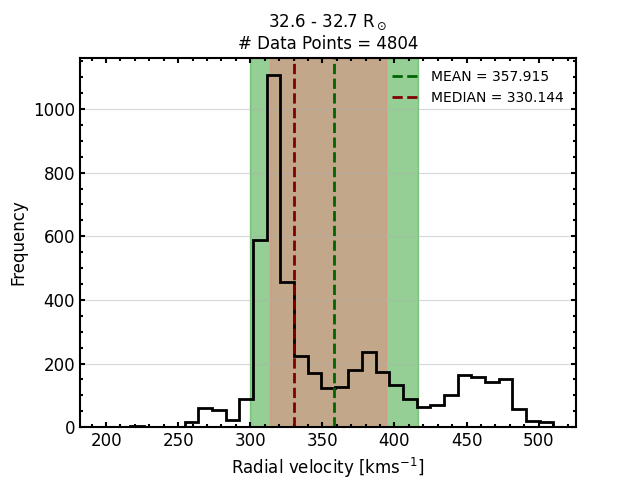 32.6 - 32.7 R⊙
# Data Points = 4804
MEAN = 357.915
MEDIAN = 330.144
Frequency
1000
800
600
400
200
0
200 250 300 350 400 450 500
Radial velocity [kms⁻¹]